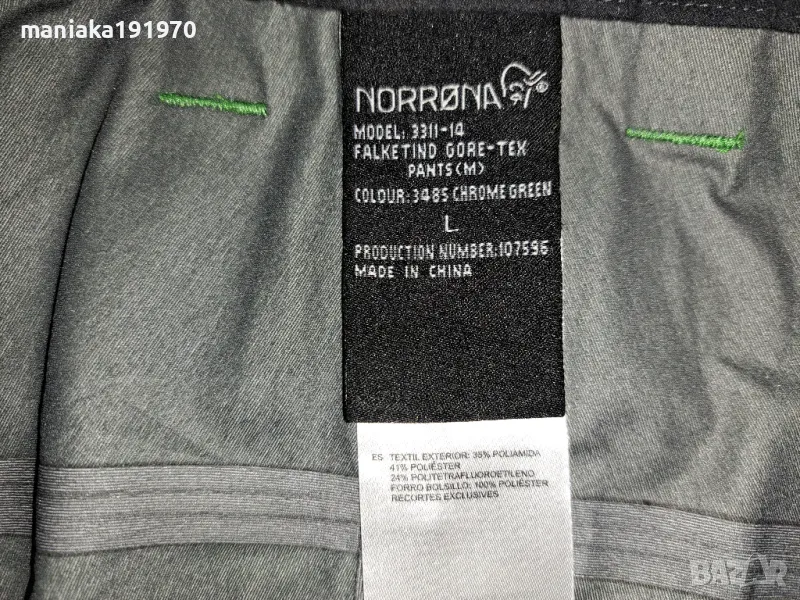 maniaka191970
NORRØNA
MODEL: 3311-14
FALKETIND GORE-TEX
PANTS(M)
COLOUR:3485 CHROME GREEN
L
PRODUCTION NUMBER:107596
MADE IN CHINA
ES TEXTIL EXTERIOR: 35% POLIAMIDA
41% POLIÉSTER
24% POLITETRAFLUOROETILENO
FORRO BOLSILLO: 100% POLIÉSTER
RECORTES EXCLUSIVES
BAZAR